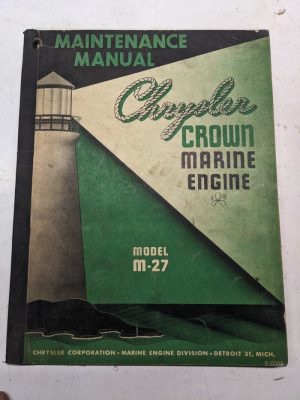 MAINTENANCE
MANUAL
Chrysler
CROWN
MARINE
ENGINE
MODEL
M-27
CHRYSLER CORPORATION • MARINE ENGINE DIVISION • DETROIT 31, MICH.